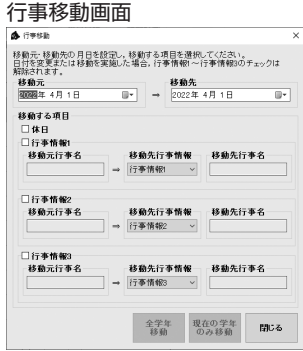 行事移動画面
行事移動
移動元・移動先の月日を設定し、移動する項目を選択してください。
日付を変更または移動を実施した場合、行事情報1～行事情報3のチェックは
解除されます。
移動元 移動先
2022年 4月 1日 ⇒ 2022年 4月 1日
移動する項目
休日
行事情報1
移動元行事名 移動先行事情報 移動先行事名
⇒ 行事情報1
行事情報2
移動元行事名 移動先行事情報 移動先行事名
⇒ 行事情報2
行事情報3
移動元行事名 移動先行事情報 移動先行事名
⇒ 行事情報3
全学年 現在の学年 閉じる
移動 のみ移動